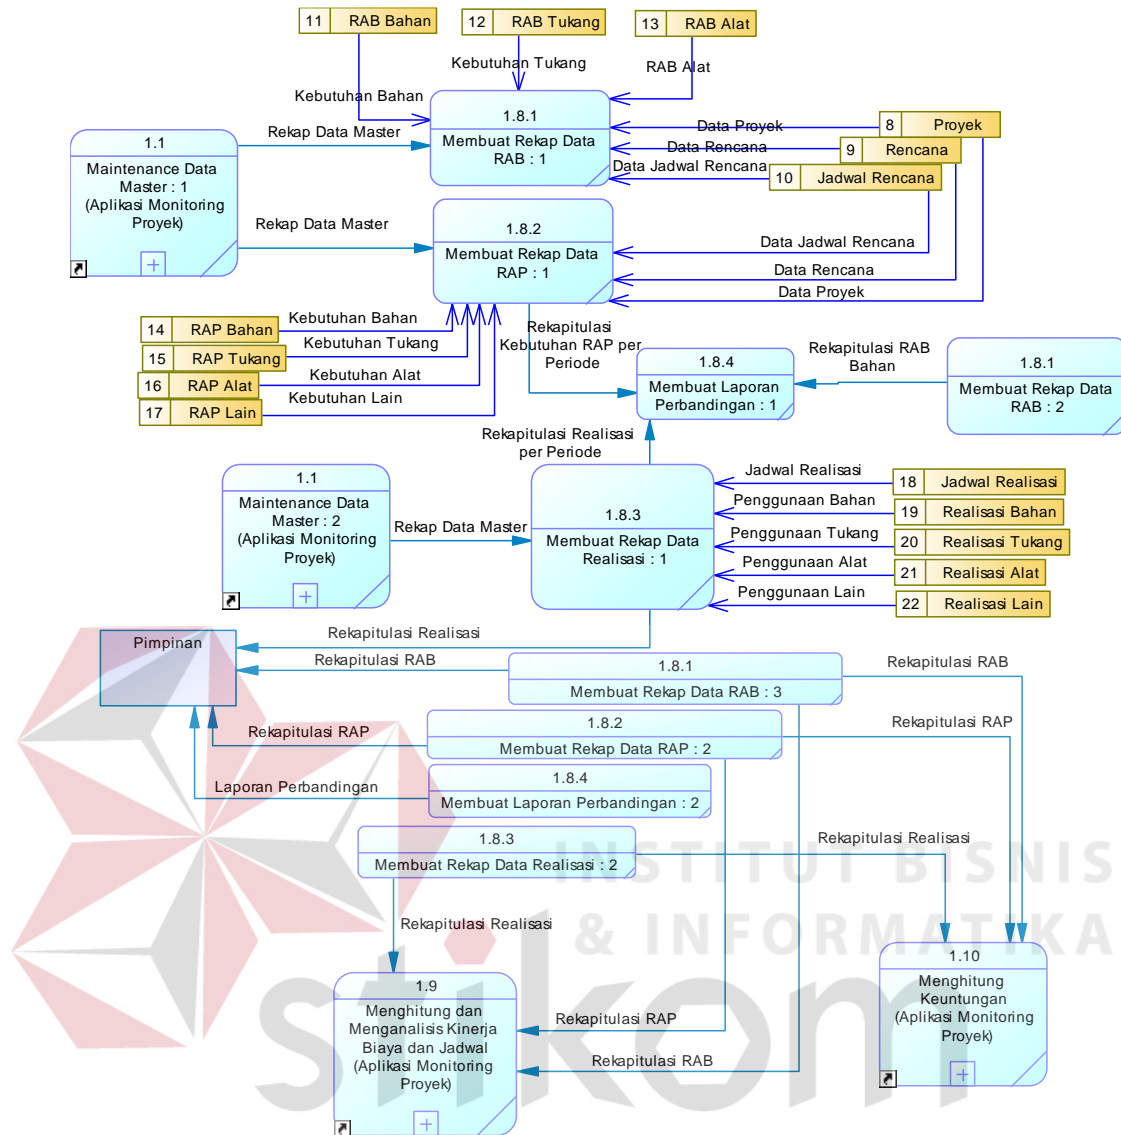 11 RAB Bahan
12 RAB Tukang
13 RAB Alat
Kebutuhan Tukang
RAB Alat
Kebutuhan Bahan
1.8.1
Membuat Rekap Data
RAB : 1
Rekap Data Master
1.1
Maintenance Data
Master : 1
(Aplikasi Monitoring
Proyek)
Data Proyek
8 Proyek
Data Rencana
9 Rencana
Data Jadwal Rencana
10 Jadwal Rencana
Rekap Data Master
1.8.2
Membuat Rekap Data
RAP : 1
Data Jadwal Rencana
Data Rencana
Data Proyek
14 RAP Bahan
Kebutuhan Bahan
15 RAP Tukang
Kebutuhan Tukang
16 RAP Alat
Kebutuhan Alat
17 RAP Lain
Kebutuhan Lain
Rekapitulasi
Kebutuhan RAP per
Periode
1.8.4
Membuat Laporan
Perbandingan : 1
Rekapitulasi RAB
Bahan
1.8.1
Membuat Rekap Data
RAB : 2
Rekapitulasi Realisasi
per Periode
1.1
Maintenance Data
Master : 2
(Aplikasi Monitoring
Proyek)
Rekap Data Master
1.8.3
Membuat Rekap Data
Realisasi : 1
Jadwal Realisasi
18 Jadwal Realisasi
Penggunaan Bahan
19 Realisasi Bahan
Penggunaan Tukang
20 Realisasi Tukang
Penggunaan Alat
21 Realisasi Alat
Penggunaan Lain
22 Realisasi Lain
Pimpinan
Rekapitulasi Realisasi
Rekapitulasi RAB
1.8.1
Membuat Rekap Data RAB : 3
Rekapitulasi RAB
Rekapitulasi RAP
1.8.2
Membuat Rekap Data RAP : 2
Rekapitulasi RAP
Laporan Perbandingan
1.8.4
Membuat Laporan Perbandingan : 2
1.8.3
Membuat Rekap Data Realisasi : 2
Rekapitulasi Realisasi
INSTITUT BISNIS
& INFORMATIKA
stikom
Rekapitulasi Realisasi
1.9
Menghitung dan
Menganalisis Kinerja
Biaya dan Jadwal
(Aplikasi Monitoring
Proyek)
Rekapitulasi RAP
Rekapitulasi RAB
1.10
Menghitung
Keuntungan
(Aplikasi Monitoring
Proyek)